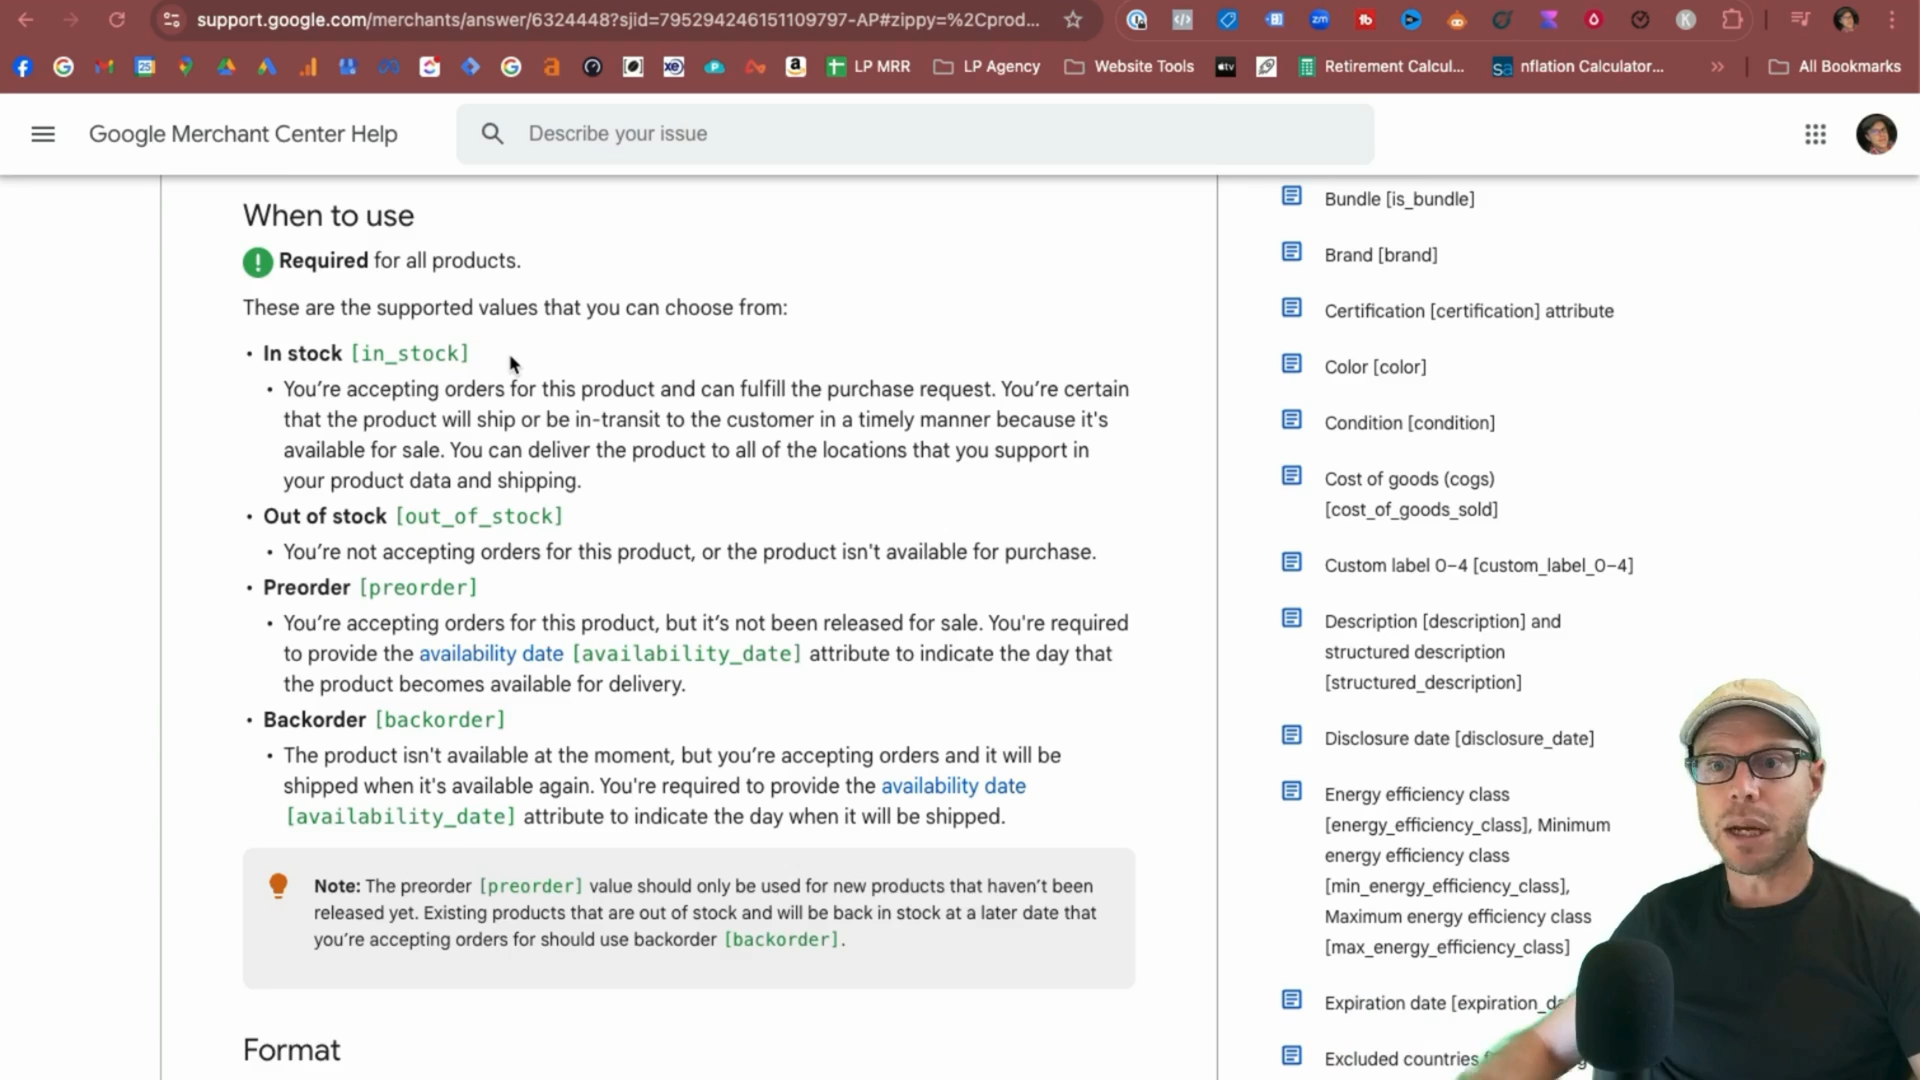 support.google.com/merchants/answer/6324448?sjid=795294246151109797-AP#zippy=%2Cprod...
LP MRR
LP Agency
Website Tools
Retirement Calcul...
nflation Calculator...
All Bookmarks
Google Merchant Center Help
Describe your issue
When to use
Required for all products.
These are the supported values that you can choose from:
• In stock [in_stock]
• You’re accepting orders for this product and can fulfill the purchase request. You’re certain
that the product will ship or be in-transit to the customer in a timely manner because it's
available for sale. You can deliver the product to all of the locations that you support in
your product data and shipping.
• Out of stock [out_of_stock]
• You’re not accepting orders for this product, or the product isn't available for purchase.
• Preorder [preorder]
• You’re accepting orders for this product, but it’s not been released for sale. You're required
to provide the availability date [availability_date] attribute to indicate the day that
the product becomes available for delivery.
• Backorder [backorder]
• The product isn't available at the moment, but you’re accepting orders and it will be
shipped when it's available again. You're required to provide the availability date
[availability_date] attribute to indicate the day when it will be shipped.
Note: The preorder [preorder] value should only be used for new products that haven’t been
released yet. Existing products that are out of stock and will be back in stock at a later date that
you’re accepting orders for should use backorder [backorder].
Format
Bundle [is_bundle]
Brand [brand]
Certification [certification] attribute
Color [color]
Condition [condition]
Cost of goods (cogs)
[cost_of_goods_sold]
Custom label 0–4 [custom_label_0–4]
Description [description] and
structured description
[structured_description]
Disclosure date [disclosure_date]
Energy efficiency class
[energy_efficiency_class], Minimum
energy efficiency class
[min_energy_efficiency_class],
Maximum energy efficiency class
[max_energy_efficiency_class]
Expiration date
Excluded countries